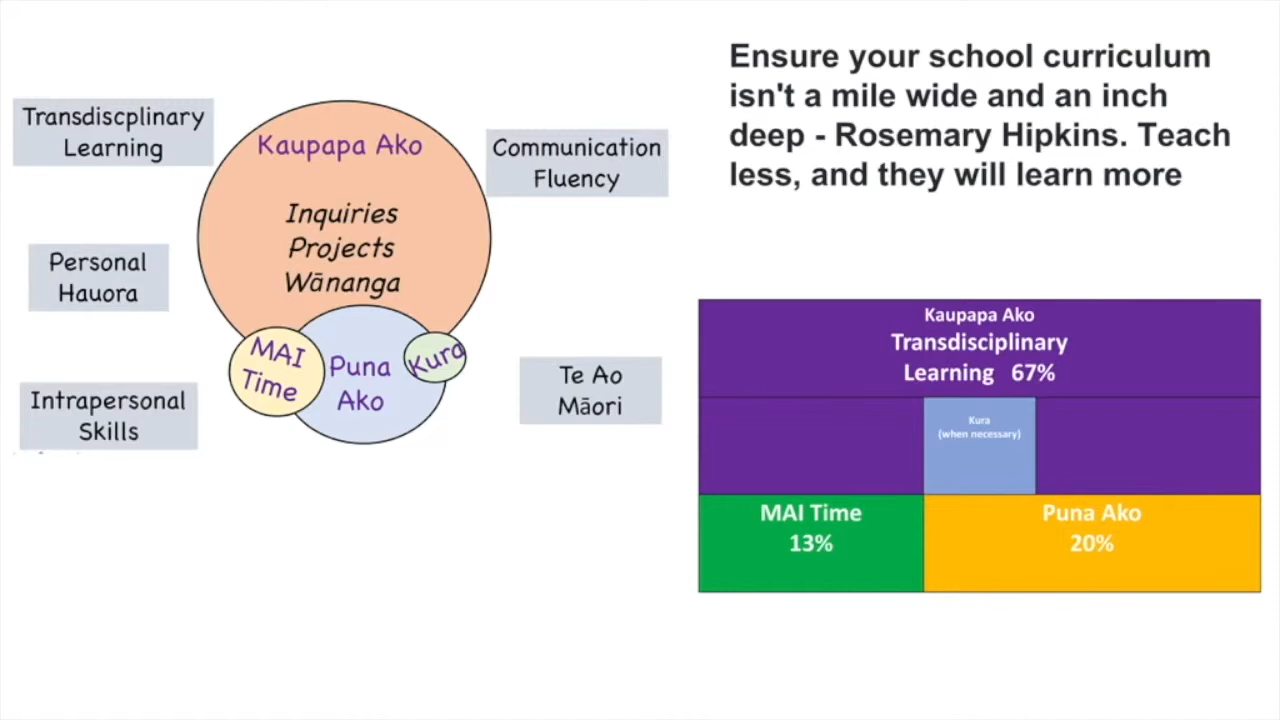 Transdiscplinary
Learning
Personal
Hauora
Intrapersonal
Skills
Kaupapa Ako
Inquiries
Projects
Wānanga
MAI
Time
Puna
Ako
Kura
Communication
Fluency
Te Ao
Māori
Ensure your school curriculum
isn't a mile wide and an inch
deep - Rosemary Hipkins. Teach
less, and they will learn more
Kaupapa Ako
Transdisciplinary
Learning 67%
Kura
(when necessary)
MAI Time
13%
Puna Ako
20%